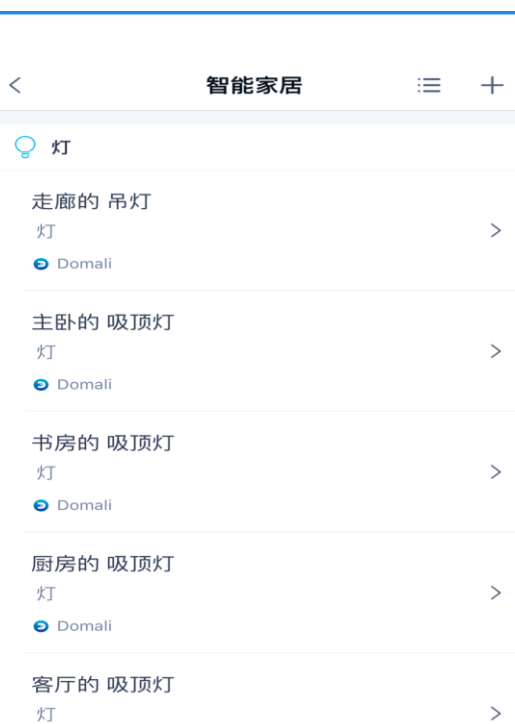 智能家居
灯
走廊的 吊灯
灯
Domali
主卧的 吸顶灯
灯
Domali
书房的 吸顶灯
灯
Domali
厨房的 吸顶灯
灯
Domali
客厅的 吸顶灯
灯